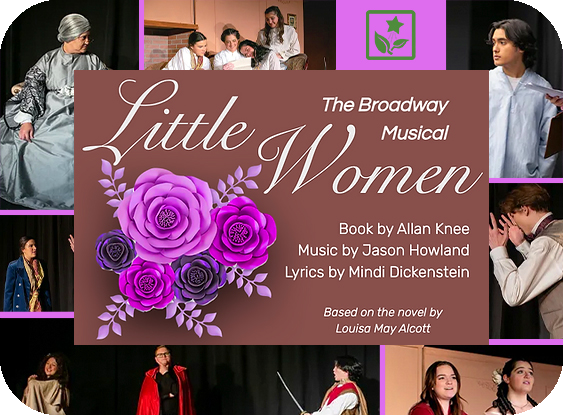 Little Women
The Broadway
Musical
Book by Allan Knee
Music by Jason Howland
Lyrics by Mindi Dickenstein
Based on the novel by
Louisa May Alcott